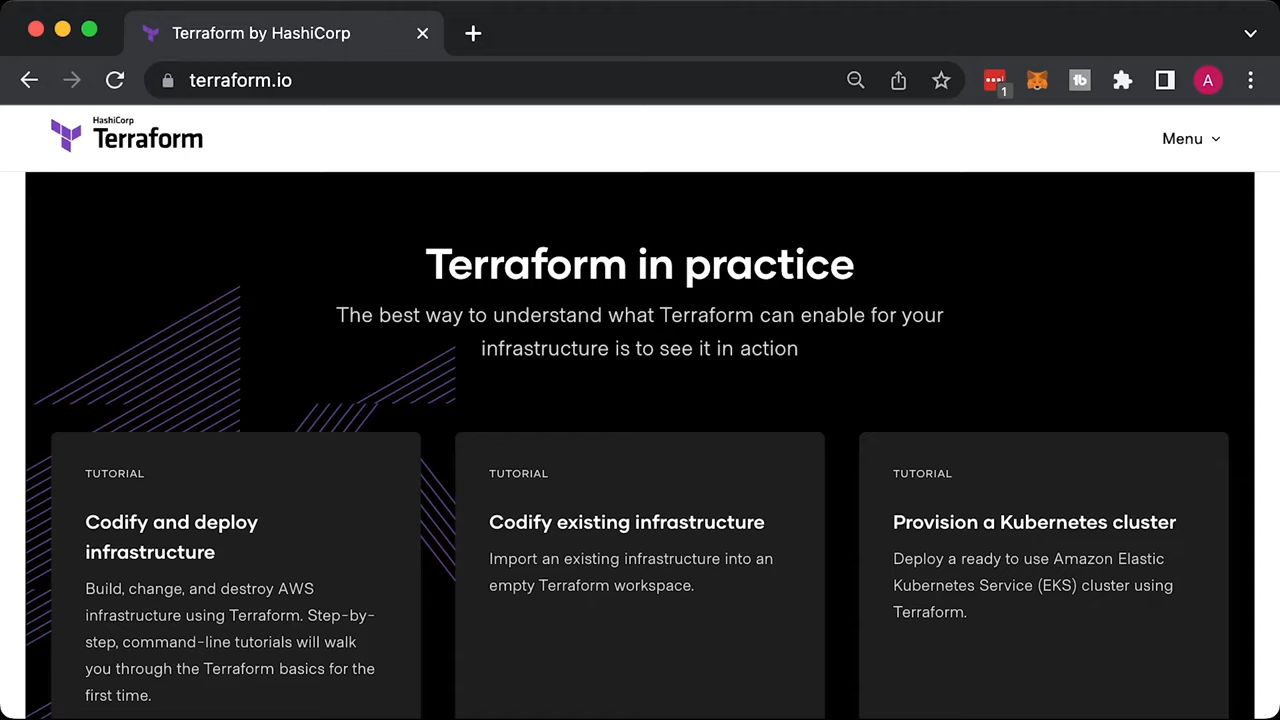 Terraform by HashiCorp
terraform.io
1
tb
A
HashiCorp
Terraform
Menu
Terraform in practice
The best way to understand what Terraform can enable for your
infrastructure is to see it in action
TUTORIAL
Codify and deploy
infrastructure
Build, change, and destroy AWS
infrastructure using Terraform. Step-by-
step, command-line tutorials will walk
you through the Terraform basics for the
first time.
TUTORIAL
Codify existing infrastructure
Import an existing infrastructure into an
empty Terraform workspace.
TUTORIAL
Provision a Kubernetes cluster
Deploy a ready to use Amazon Elastic
Kubernetes Service (EKS) cluster using
Terraform.